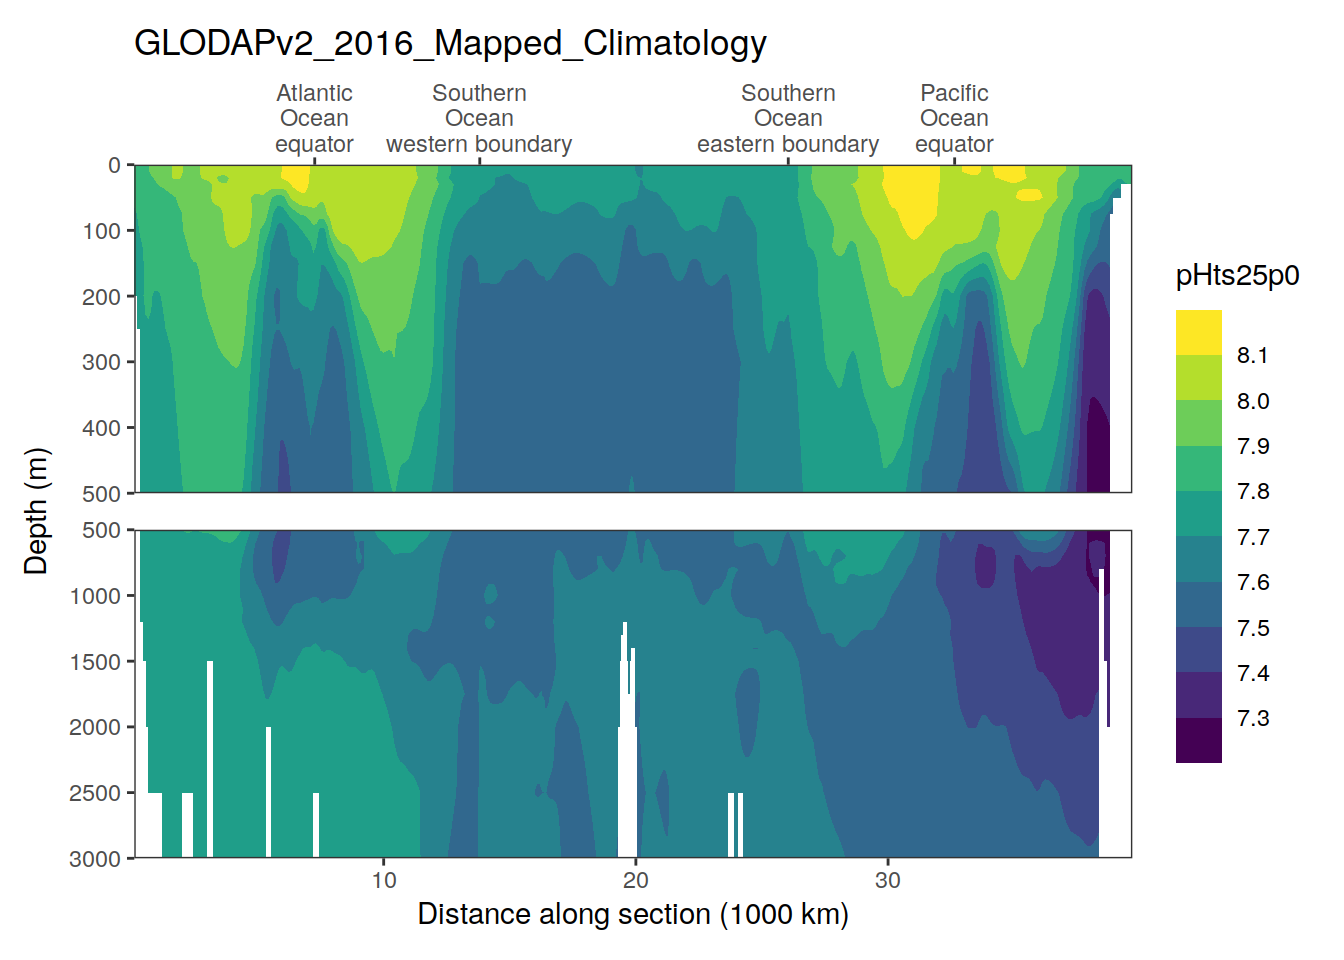 GLODAPv2_2016_Mapped_Climatology
Atlantic
Ocean
equator
Southern
Ocean
western boundary
Southern
Ocean
eastern boundary
Pacific
Ocean
equator
0
100
200
300
400
500
500
1000
1500
2000
2500
3000
Depth (m)
10
20
30
Distance along section (1000 km)
pHts25p0
8.1
8.0
7.9
7.8
7.7
7.6
7.5
7.4
7.3